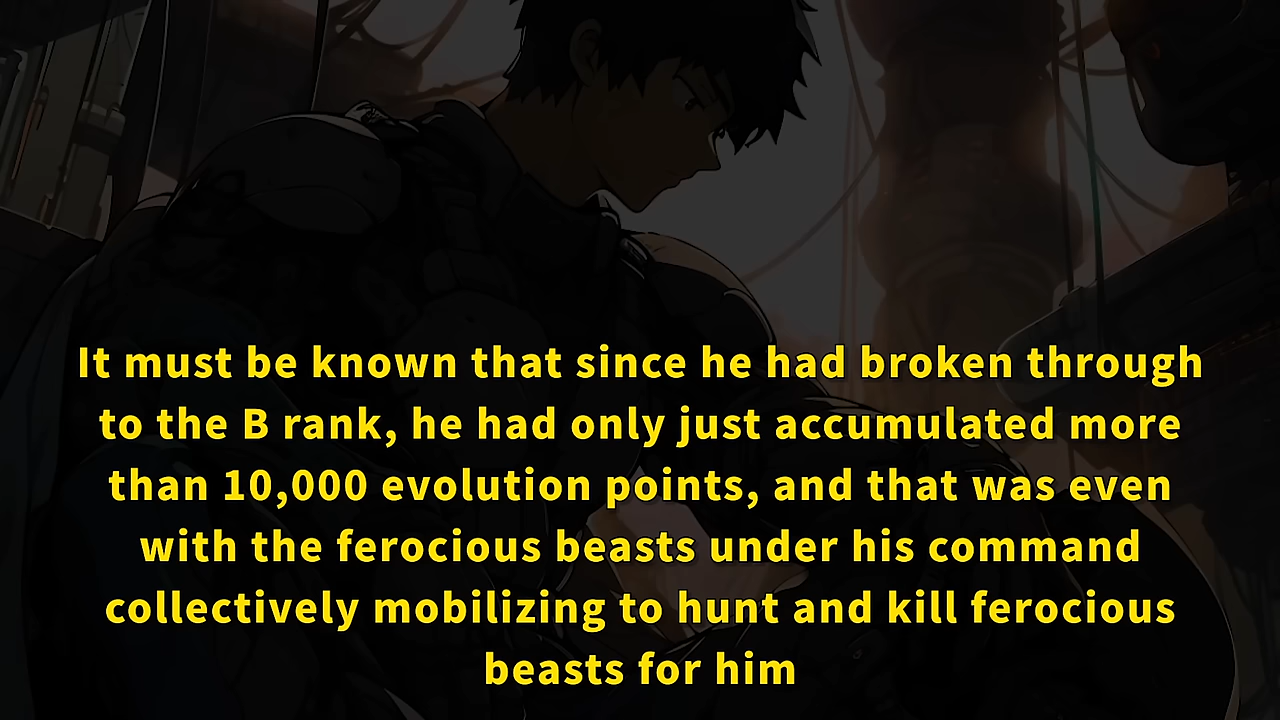 It must be known that since he had broken through
to the B rank, he had only just accumulated more
than 10,000 evolution points, and that was even
with the ferocious beasts under his command
collectively mobilizing to hunt and kill ferocious
beasts for him